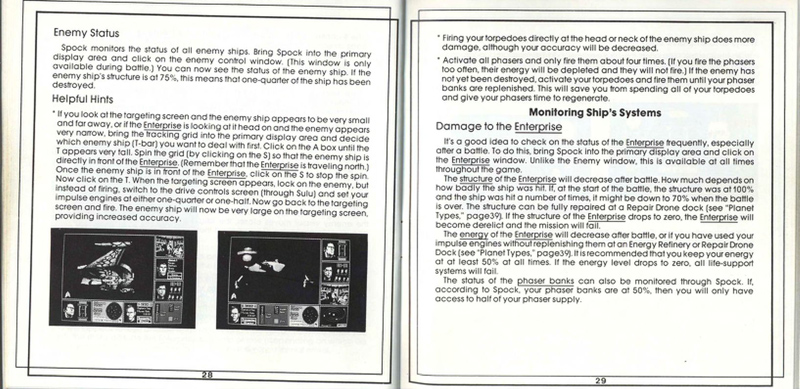 Enemy Status
Spock monitors the status of all enemy ships. Bring Spock into the primary
display area and click on the enemy control window. (This window is only
available during battle.) You can now see the status of the enemy ship. If the
enemy ship's structure is at 75%, this means that one-quarter of the ship has been
destroyed.
Helpful Hints
* If you look at the targeting screen and the enemy ship appears to be very small
and far away, or if the Enterprise is looking at it head on and the enemy appears
very narrow, bring the tracking grid into the primary display area and decide
which enemy ship (T-bar) you want to deal with first. Click on the A box until the
T appears very tall. Spin the grid (by clicking on the S) so that the enemy ship is
directly in front of the Enterprise. (Remember that the Enterprise is traveling north.)
Once the enemy ship is in front of the Enterprise, click on the S to stop the spin.
Now click on the T. When the targeting screen appears, lock on the enemy, but
instead of firing, switch to the drive controls screen (through Sulu) and set your
impulse engines at either one-quarter or one-half. Now go back to the targeting
screen and fire. The enemy ship will now be very large on the targeting screen,
providing increased accuracy.
28
* Firing your torpedoes directly at the head or neck of the enemy ship does more
damage, although your accuracy will be decreased.
* Activate all phasers and only fire them about four times. (If you fire the phasers
too often, their energy will be depleted and they will not fire.) If the enemy has
not yet been destroyed, activate your torpedoes and fire them until your phaser
banks are replenished. This will save you from spending all of your torpedoes
and give your phasers time to regenerate.
Monitoring Ship's Systems
Damage to the Enterprise
It's a good idea to check on the status of the Enterprise frequently, especially
after a battle. To do this, bring Spock into the primary display area and click on
the Enterprise window. Unlike the Enemy window, this is available at all times
throughout the game.
The structure of the Enterprise will decrease after battle. How much depends on
how badly the ship was hit. If, at the start of the battle, the structure was at 100%
and the ship was hit a number of times, it might be down to 70% when the battle
is over. The structure can be fully repaired at a Repair Drone dock (see "Planet
Types," page39). If the structure of the Enterprise drops to zero, the Enterprise will
become derelict and the mission will fail.
The energy of the Enterprise will decrease after battle, or if you have used your
impulse engines without replenishing them at an Energy Refinery or Repair Drone
Dock (see "Planet Types," page39). It is recommended that you keep your energy
at at least 50% at all times. If the energy level drops to zero, all life-support
systems will fail.
The status of the phaser banks can also be monitored through Spock. If,
according to Spock, your phaser banks are at 50%, then you will only have
access to half of your phaser supply.
29